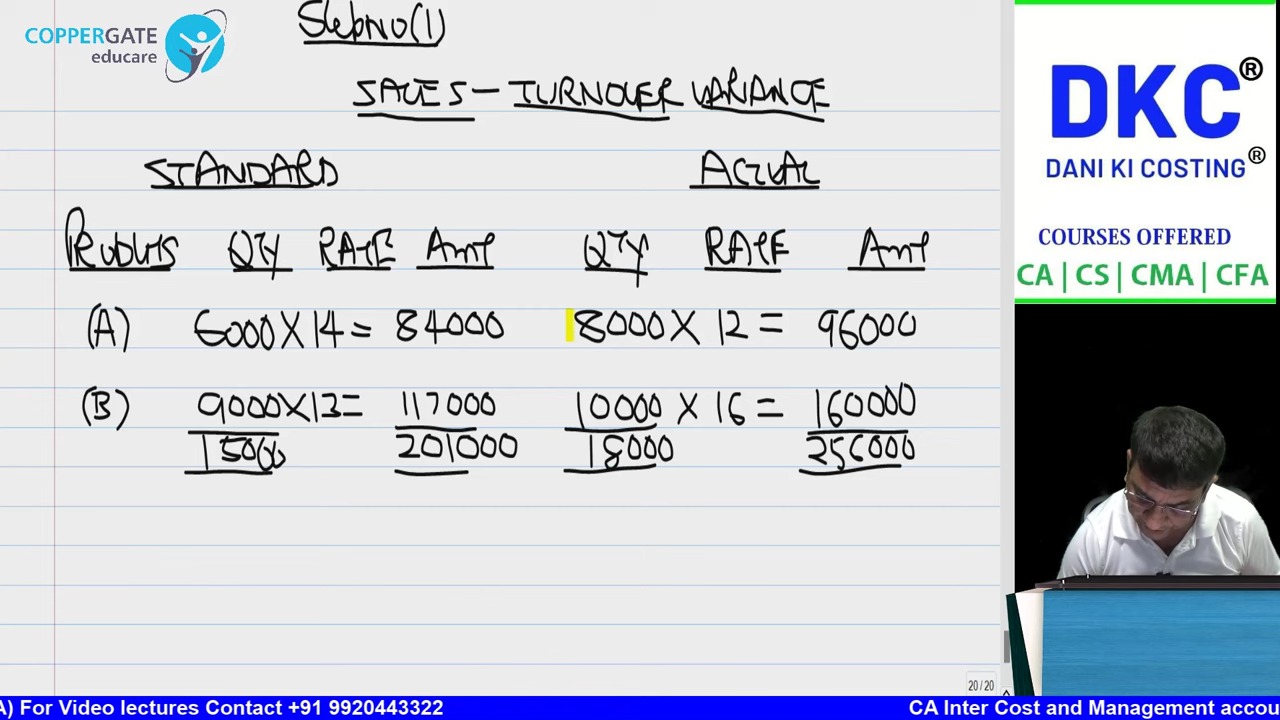 StepNo(1)
COPPERGATE
educare
SALES - TURNOVER VARIANCE
STANDARD ACTUAL
PRODUCTS QTY RATE Amt QTY RATE Amt
(A) 6000 X 14 = 84000 8000 X 12 = 96000
(B) 9000 X 13 = 117000 10000 X 16 = 160000
15000 201000 18000 256000
DKC®
DANI KI COSTING®
COURSES OFFERED
CA | CS | CMA | CFA
20 / 20
A) For Video lectures Contact +91 9920443322 CA Inter Cost and Management accou